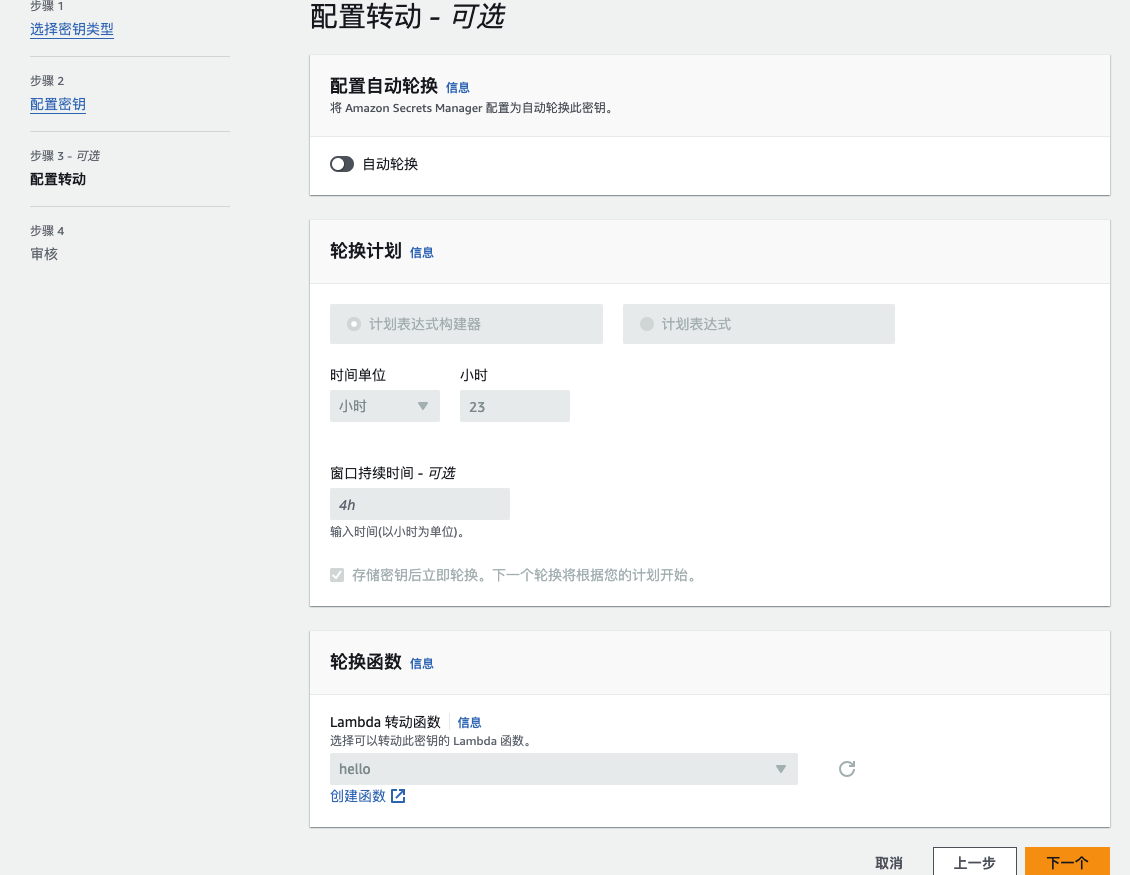 步骤 1
选择密钥类型
步骤 2
配置密钥
步骤 3 - 可选
配置转动
步骤 4
审核
配置转动 - 可选
配置自动轮换 信息
将 Amazon Secrets Manager 配置为自动轮换此密钥。
自动轮换
轮换计划 信息
计划表达式构建器 计划表达式
时间单位 小时
小时 23
窗口持续时间 - 可选
4h
输入时间(以小时为单位)。
存储密钥后立即轮换。下一个轮换将根据您的计划开始。
轮换函数 信息
Lambda 转动函数 信息
选择可以转动此密钥的 Lambda 函数。
hello
创建函数
取消 上一步 下一个